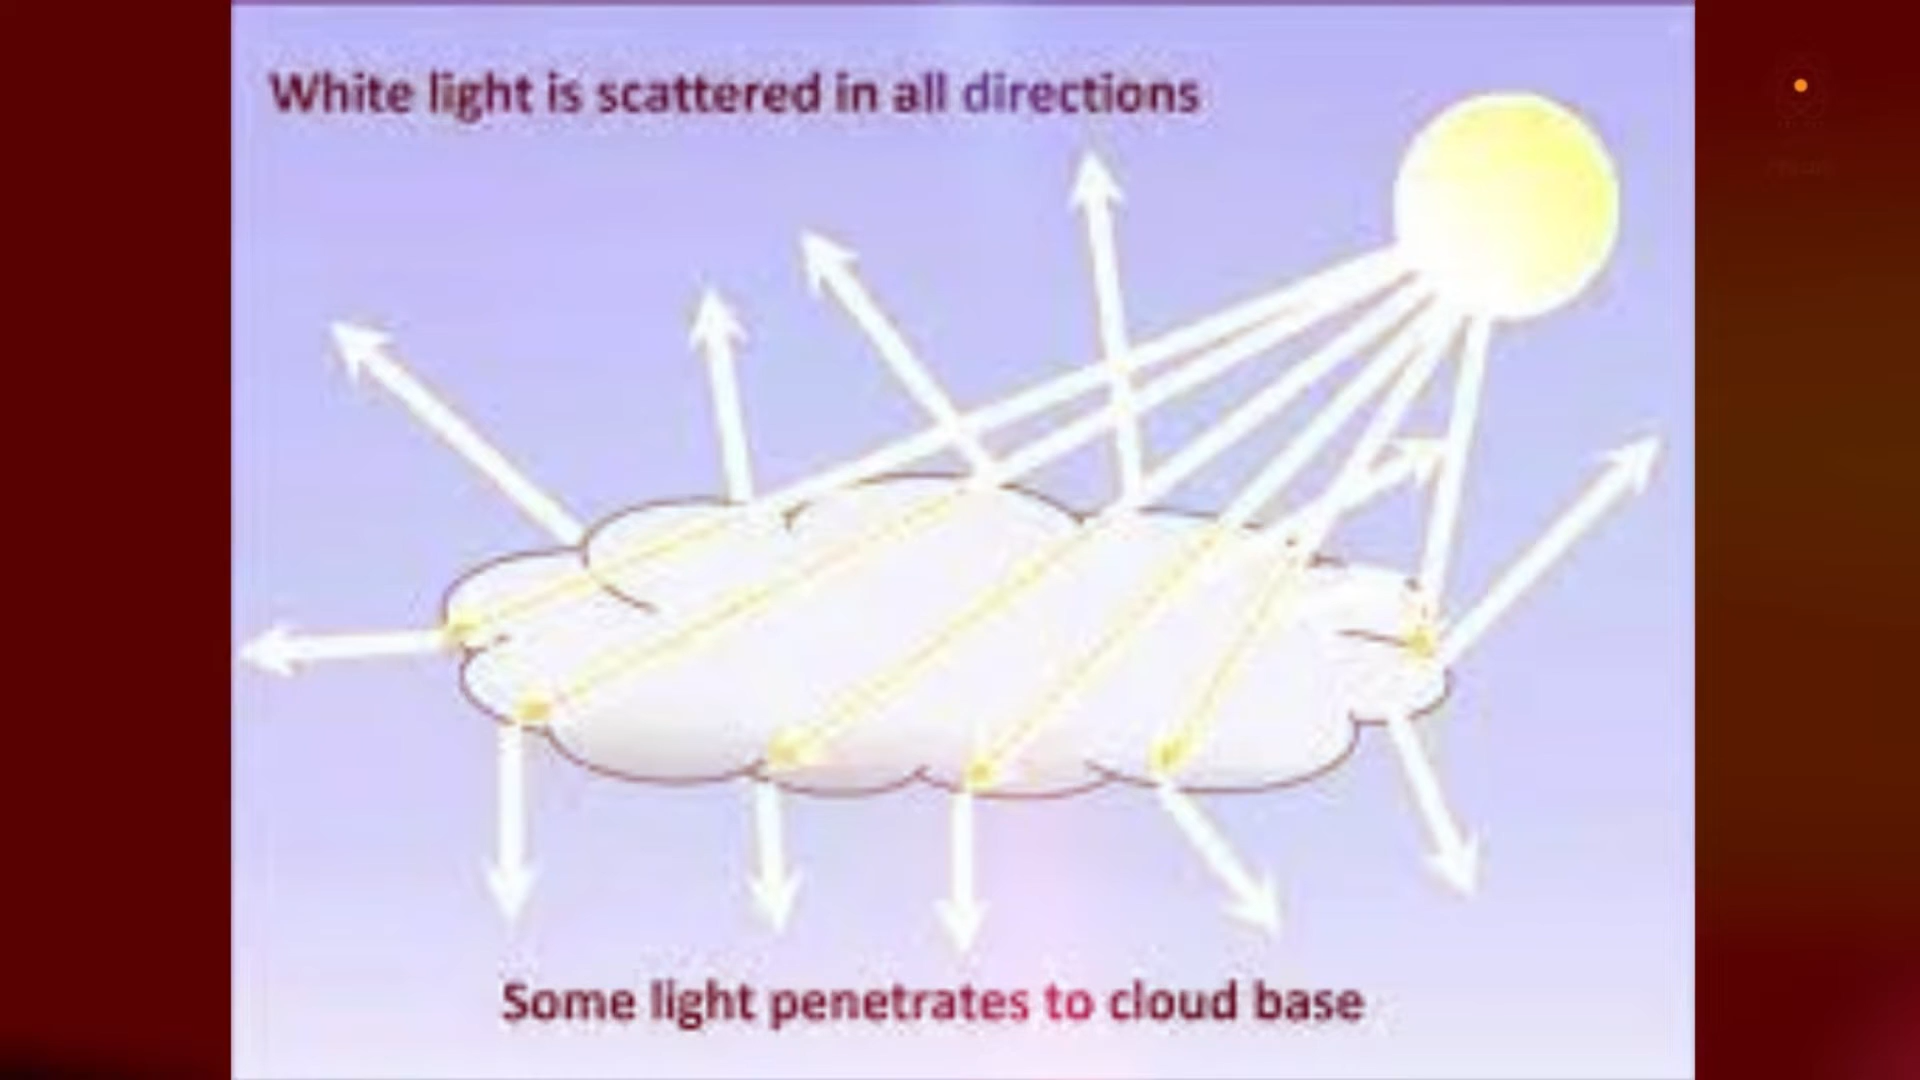 White light is scattered in all directions
Some light penetrates to cloud base